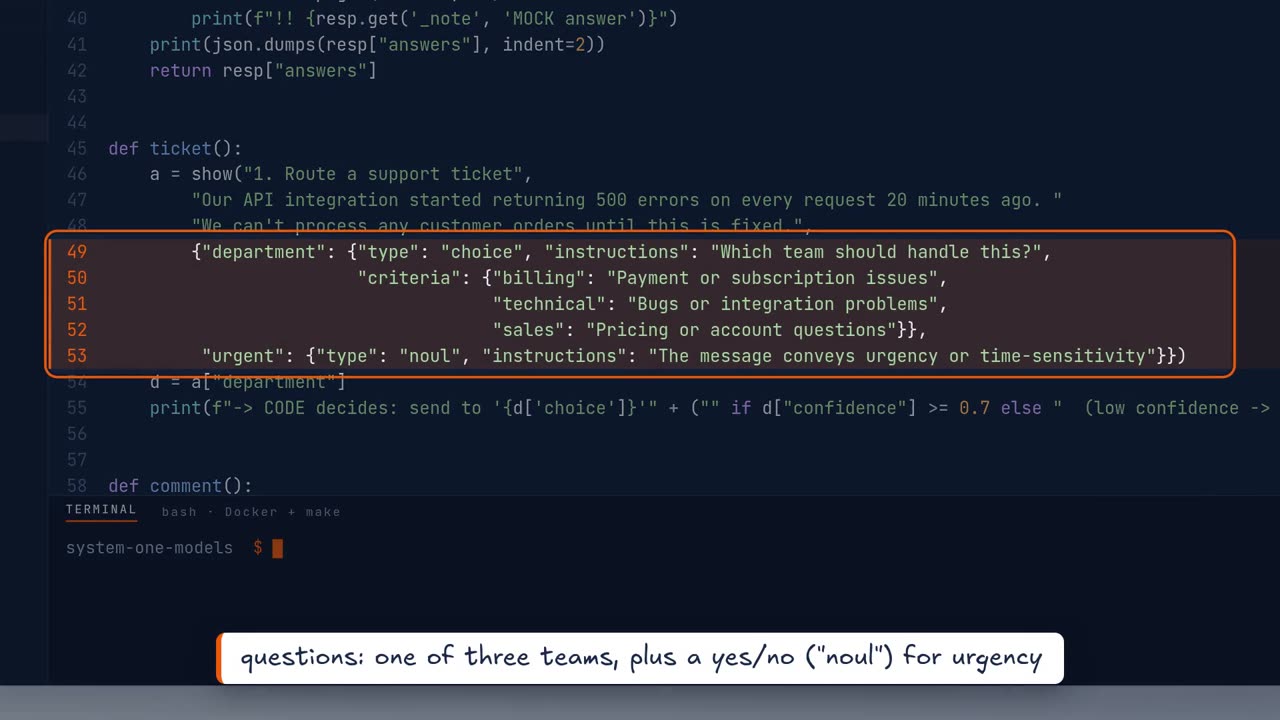 40 print(f"!! {resp.get('_note', 'MOCK answer')}")
41 print(json.dumps(resp["answers"], indent=2))
42 return resp["answers"]
43
44
45 def ticket():
46 a = show("1. Route a support ticket",
47 "Our API integration started returning 500 errors on every request 20 minutes ago. "
48 "We can't process any customer orders until this is fixed.",
49 {"department": {"type": "choice", "instructions": "Which team should handle this?",
50 "criteria": {"billing": "Payment or subscription issues",
51 "technical": "Bugs or integration problems",
52 "sales": "Pricing or account questions"}},
53 "urgent": {"type": "noul", "instructions": "The message conveys urgency or time-sensitivity"}})
54 d = a["department"]
55 print(f"-> CODE decides: send to '{d['choice']}'" + ("" if d["confidence"] >= 0.7 else "  (low confidence ->
56
57
58 def comment():
TERMINAL bash · Docker + make
system-one-models $
questions: one of three teams, plus a yes/no ("noul") for urgency